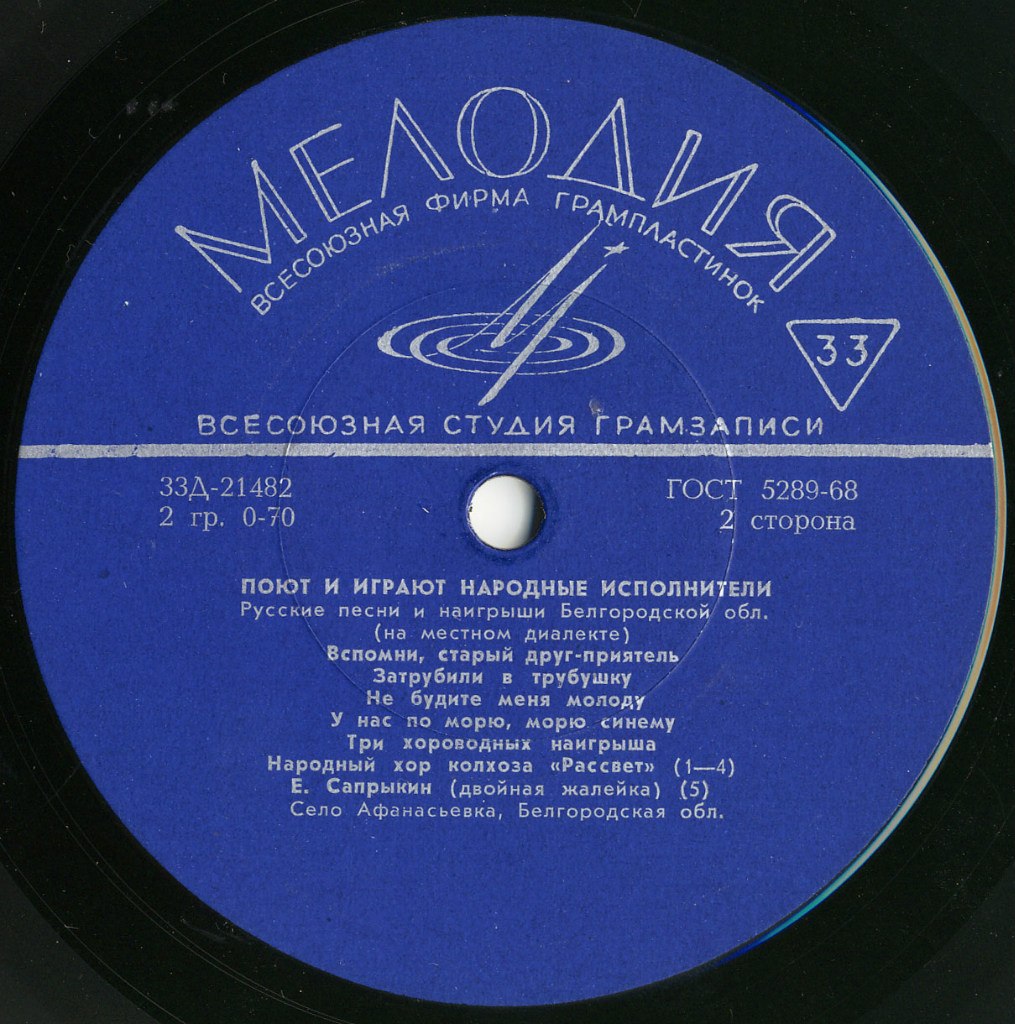 МЕЛОДИЯ
ВСЕСОЮЗНАЯ ФИРМА ГРАМПЛАСТИНОК
33
ВСЕСОЮЗНАЯ СТУДИЯ ГРАМЗАПИСИ
33Д-21482
ГОСТ 5289-68
2 гр. 0-70
2 сторона
ПОЮТ И ИГРАЮТ НАРОДНЫЕ ИСПОЛНИТЕЛИ
Русские песни и наигрыши Белгородской обл.
(на местном диалекте)
Вспомни, старый друг-приятель
Затрубили в трубушку
Не будите меня молоду
У нас по морю, морю синему
Три хороводных наигрыша
Народный хор колхоза «Рассвет» (1—4)
Е. Сапрыкин (двойная жалейка) (5)
Село Афанасьевка, Белгородская обл.